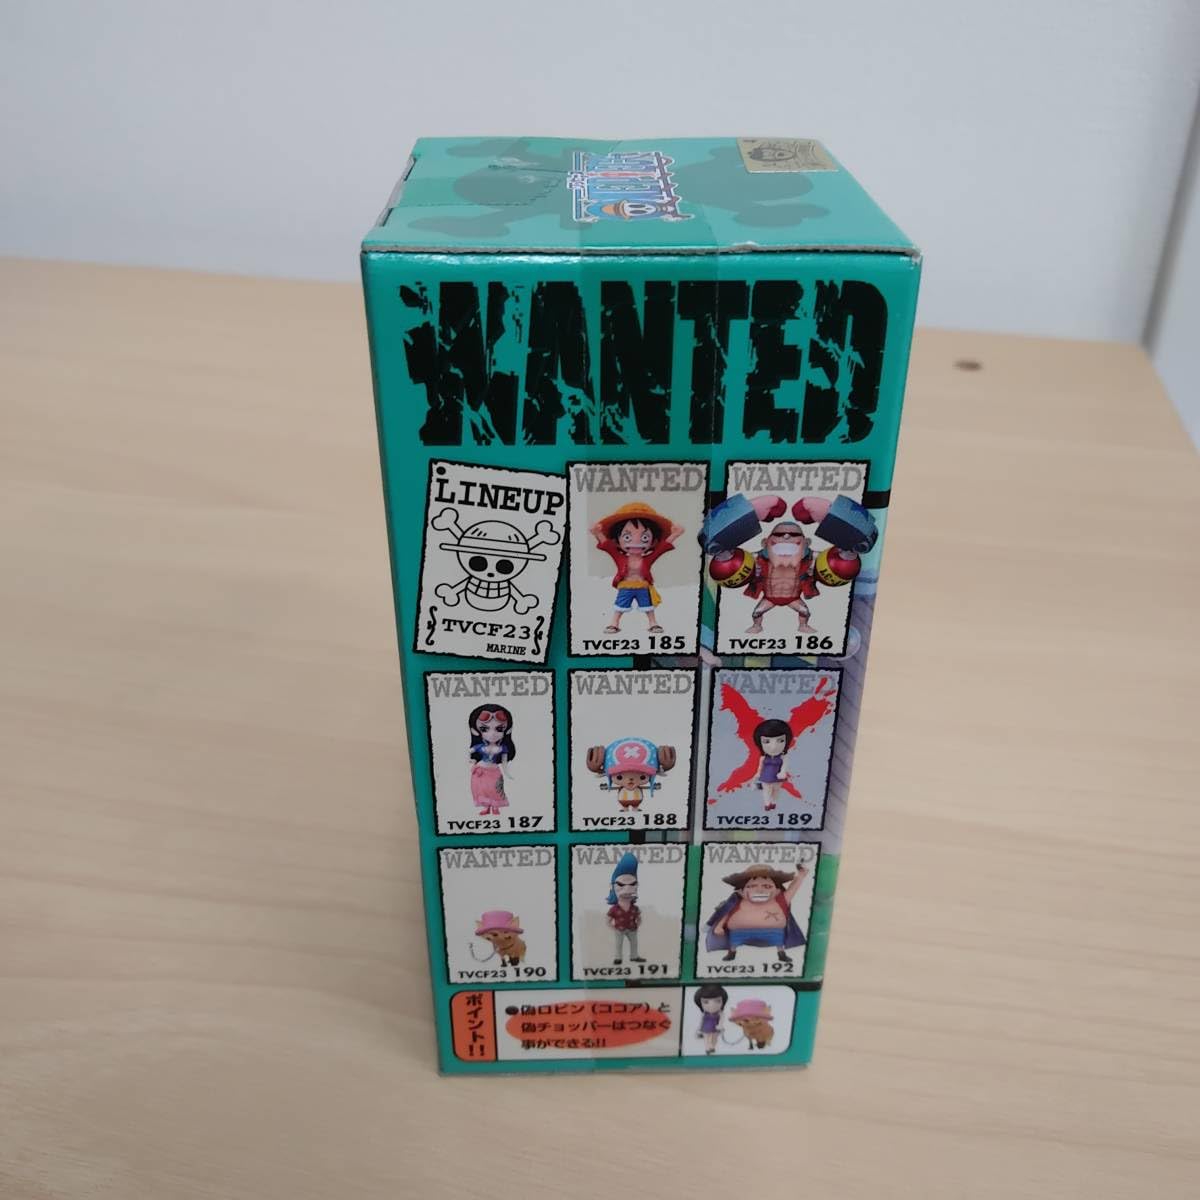 ONE PIECE
WANTED
LINEUP
TVCF23
MARINE
WANTED
TVCF23 185
WANTED
TVCF23 186
WANTED
TVCF23 187
WANTED
TVCF23 188
WANTED
TVCF23 189
WANTED
TVCF23 190
WANTED
TVCF23 191
WANTED
TVCF23 192
ポイント!!
●偽ロビン(ココア)と
偽チョッパーはつなぐ
事ができる!!